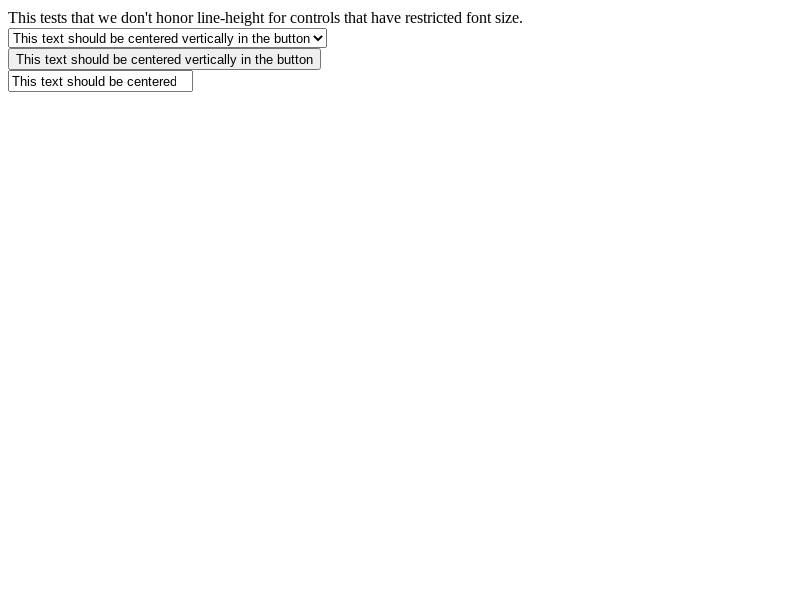 This tests that we don't honor line-height for controls that have restricted font size.
This text should be centered vertically in the button
This text should be centered vertically in the button
This text should be centered